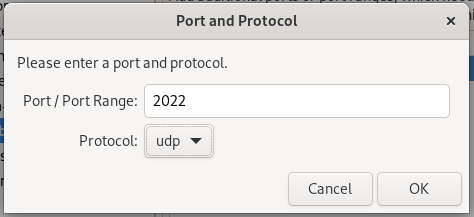 Port and Protocol
Please enter a port and protocol.
Port / Port Range: 2022
Protocol: udp
Cancel OK